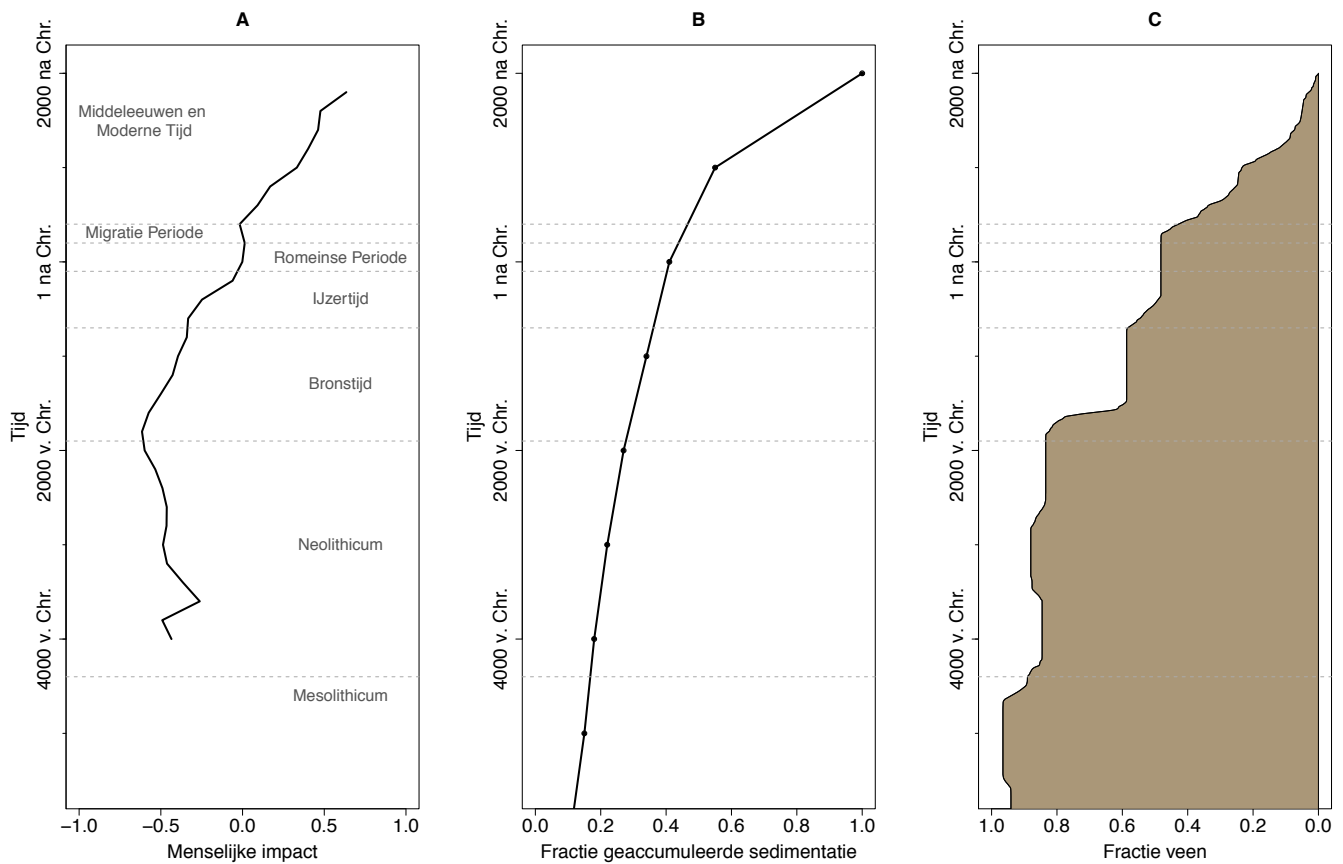 A
Tijd
2000 na Chr.
1 na Chr.
2000 v. Chr.
4000 v. Chr.
Middeleeuwen en
Moderne Tijd
Migratie Periode
Romeinse Periode
IJzertijd
Bronstijd
Neolithicum
Mesolithicum
−1.0 −0.5 0.0 0.5 1.0
Menselijke impact
B
Tijd
2000 na Chr.
1 na Chr.
2000 v. Chr.
4000 v. Chr.
0.0 0.2 0.4 0.6 0.8 1.0
Fractie geaccumuleerde sedimentatie
C
Tijd
2000 na Chr.
1 na Chr.
2000 v. Chr.
4000 v. Chr.
1.0 0.8 0.6 0.4 0.2 0.0
Fractie veen